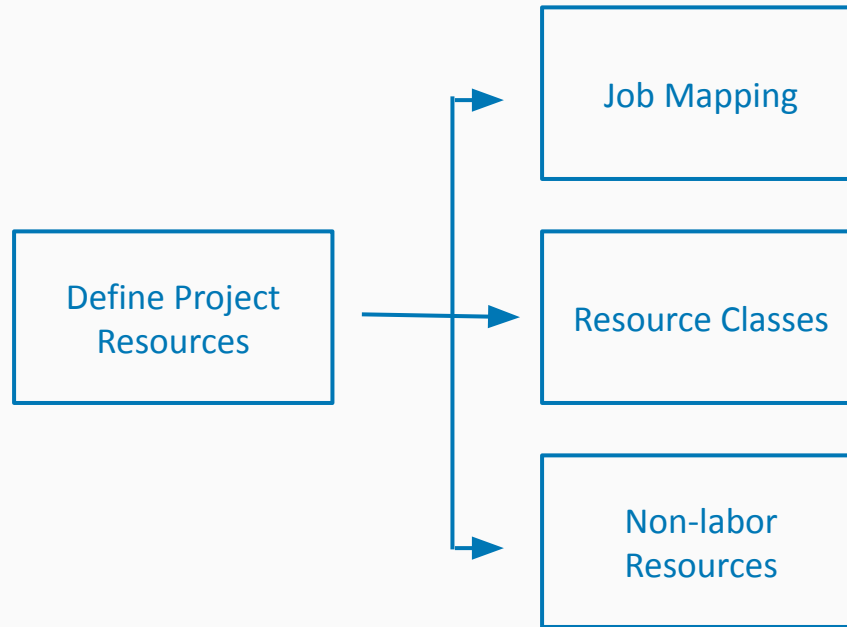 Job Mapping
Define Project
Resources
Resource Classes
Non-labor
Resources